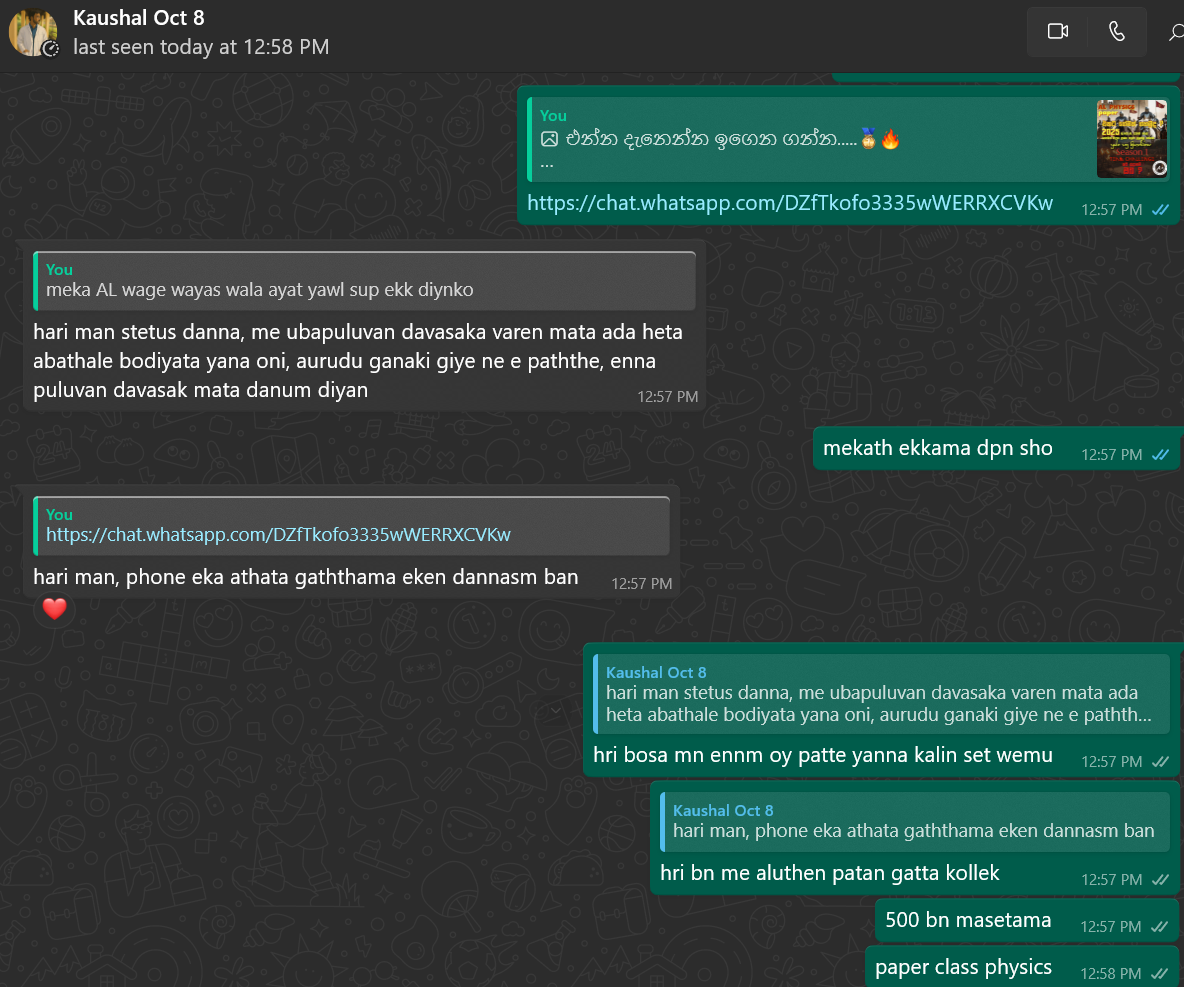 Kaushal Oct 8
last seen today at 12:58 PM
You
එන්න දැනෙන්න ඉගෙන ගන්න.....🏅🔥
...
https://chat.whatsapp.com/DZfTkofo3335wWERRXCVKw
12:57 PM
You
meka AL wage wayas wala ayat yawl sup ekk diynko
hari man stetus danna, me ubapuluvan davasaka varen mata ada heta
abathale bodiyata yana oni, aurudu ganaki giye ne e paththe, enna
puluvan davasak mata danum diyan
12:57 PM
mekath ekkama dpn sho
12:57 PM
You
https://chat.whatsapp.com/DZfTkofo3335wWERRXCVKw
hari man, phone eka athata gaththama eken dannasm ban
12:57 PM
❤️
Kaushal Oct 8
hari man stetus danna, me ubapuluvan davasaka varen mata ada
heta abathale bodiyata yana oni, aurudu ganaki giye ne e pathth...
hri bosa mn ennm oy patte yanna kalin set wemu
12:57 PM
Kaushal Oct 8
hari man, phone eka athata gaththama eken dannasm ban
hri bn me aluthen patan gatta kollek
12:57 PM
500 bn masetama
12:57 PM
paper class physics
12:58 PM